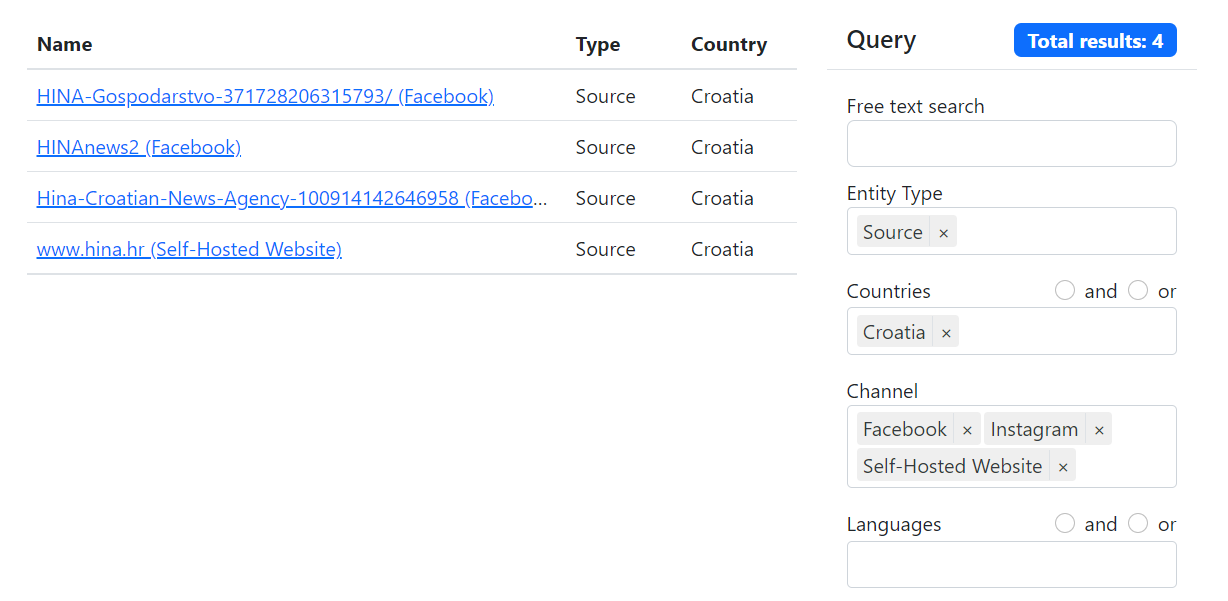 Name Type Country
HINA-Gospodarstvo-371728206315793/ (Facebook) Source Croatia
HINAnews2 (Facebook) Source Croatia
Hina-Croatian-News-Agency-100914142646958 (Facebo... Source Croatia
www.hina.hr (Self-Hosted Website) Source Croatia
Query Total results: 4
Free text search
Entity Type
Source ×
Countries and or
Croatia ×
Channel
Facebook × Instagram ×
Self-Hosted Website ×
Languages and or